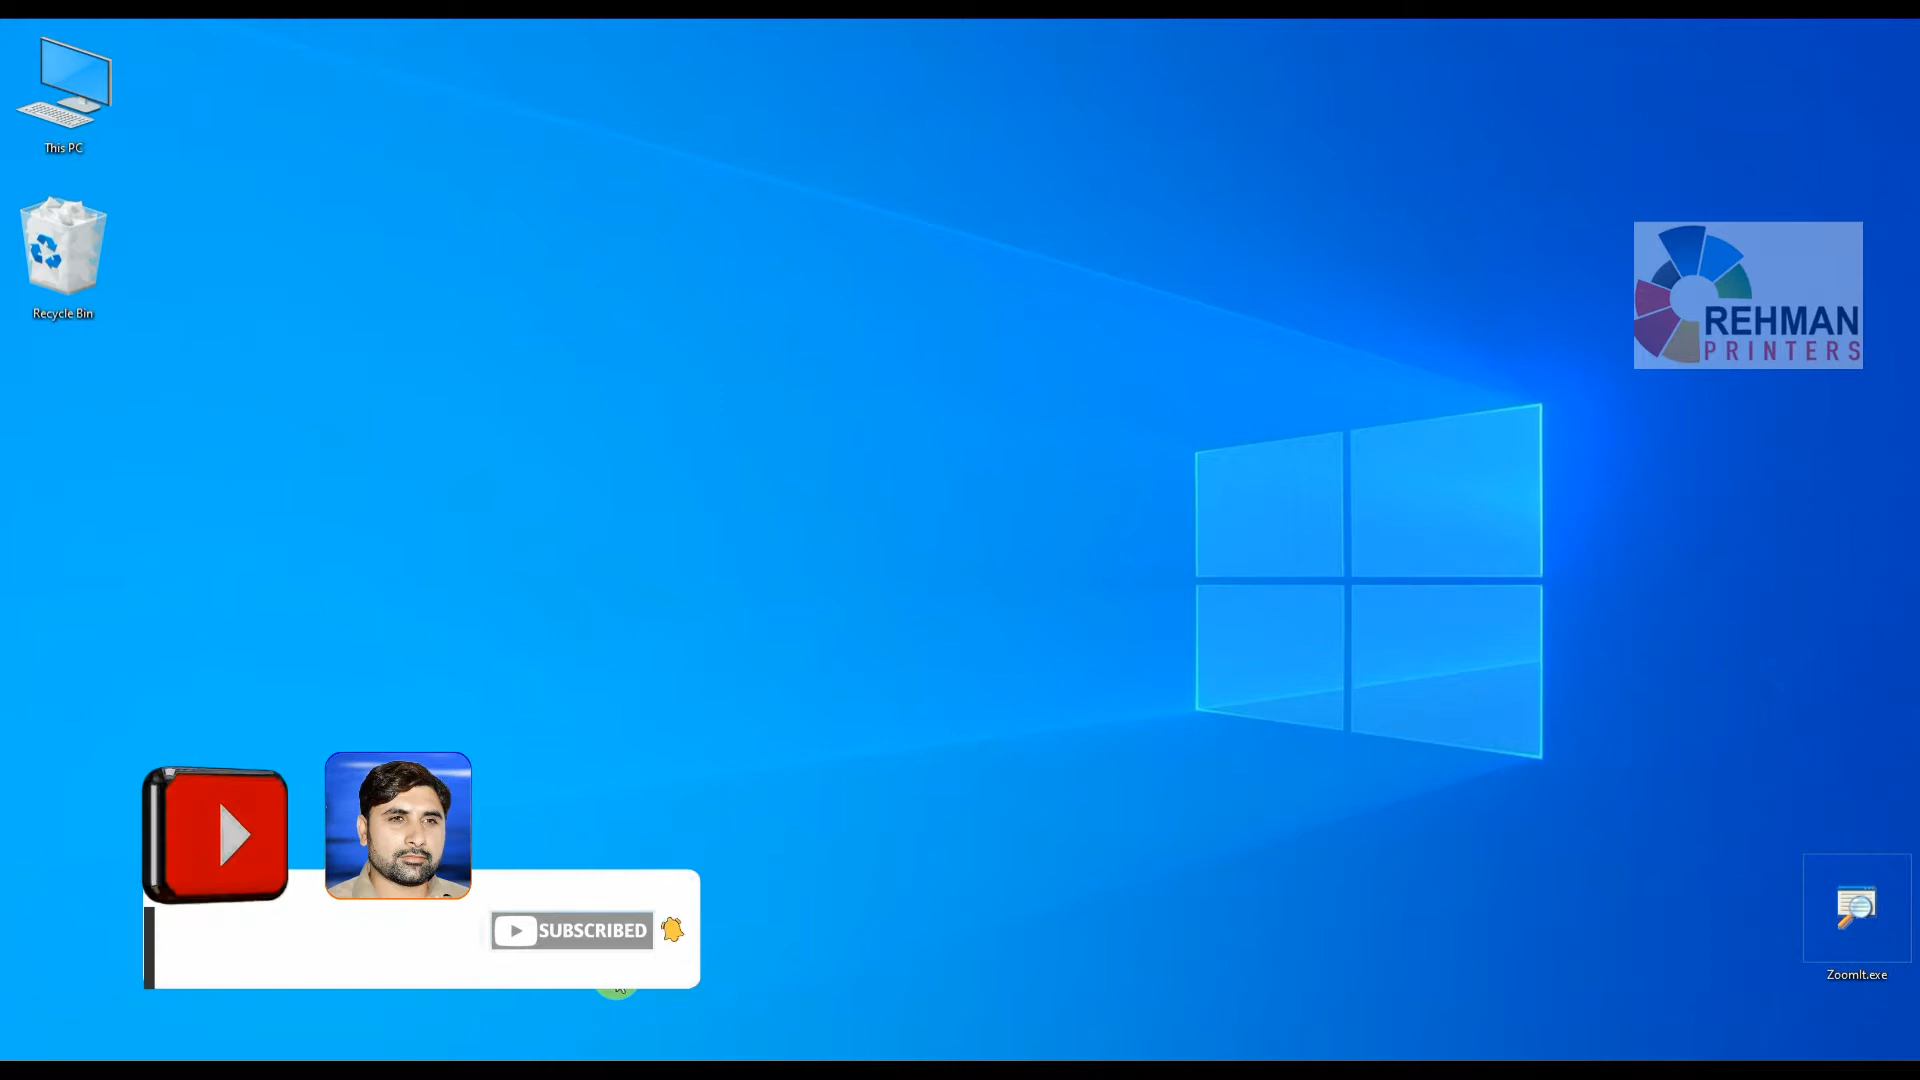 This PC
Recycle Bin
REHMAN
PRINTERS
SUBSCRIBED
ZoomIt.exe